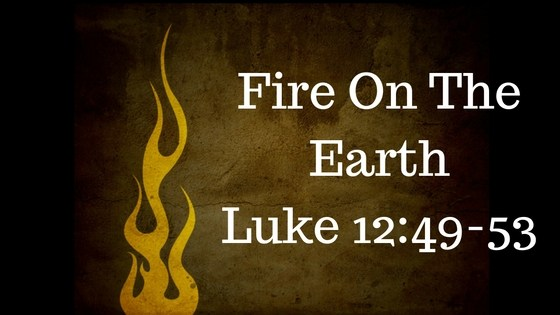 Fire On The
Earth
Luke 12:49-53